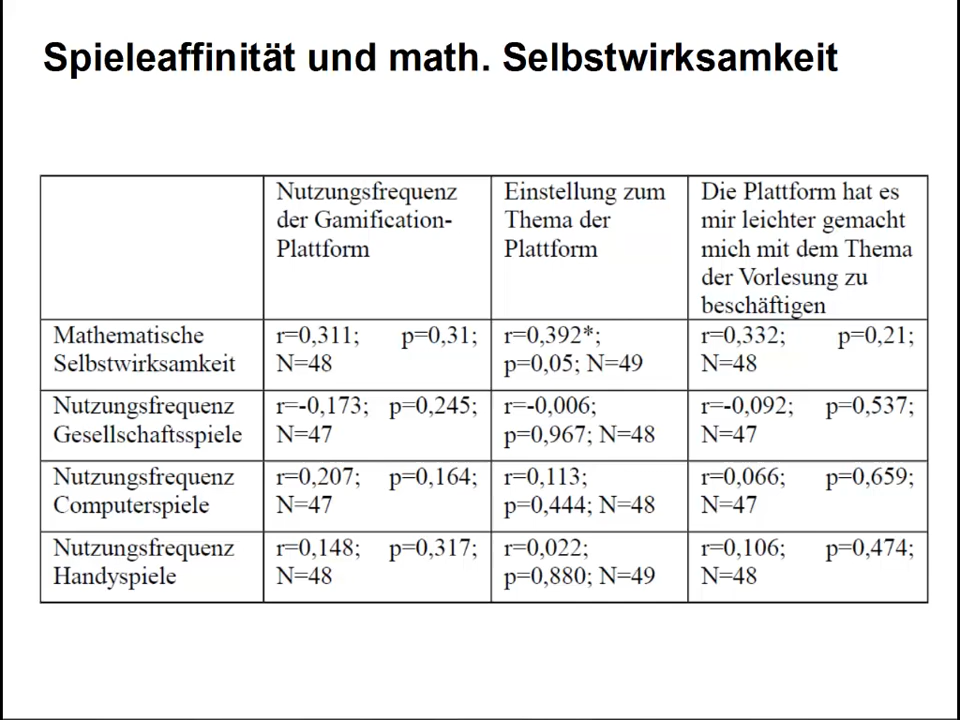 Spieleaffinität und math. Selbstwirksamkeit
Nutzungsfrequenz
der Gamification-
Plattform
Einstellung zum
Thema der
Plattform
Die Plattform hat es
mir leichter gemacht
mich mit dem Thema
der Vorlesung zu
beschäftigen
Mathematische
Selbstwirksamkeit
r=0,311; p=0,31;
N=48
r=0,392*;
p=0,05; N=49
r=0,332; p=0,21;
N=48
Nutzungsfrequenz
Gesellschaftsspiele
r=-0,173; p=0,245;
N=47
r=-0,006;
p=0,967; N=48
r=-0,092; p=0,537;
N=47
Nutzungsfrequenz
Computerspiele
r=0,207; p=0,164;
N=47
r=0,113;
p=0,444; N=48
r=0,066; p=0,659;
N=47
Nutzungsfrequenz
Handyspiele
r=0,148; p=0,317;
N=48
r=0,022;
p=0,880; N=49
r=0,106; p=0,474;
N=48